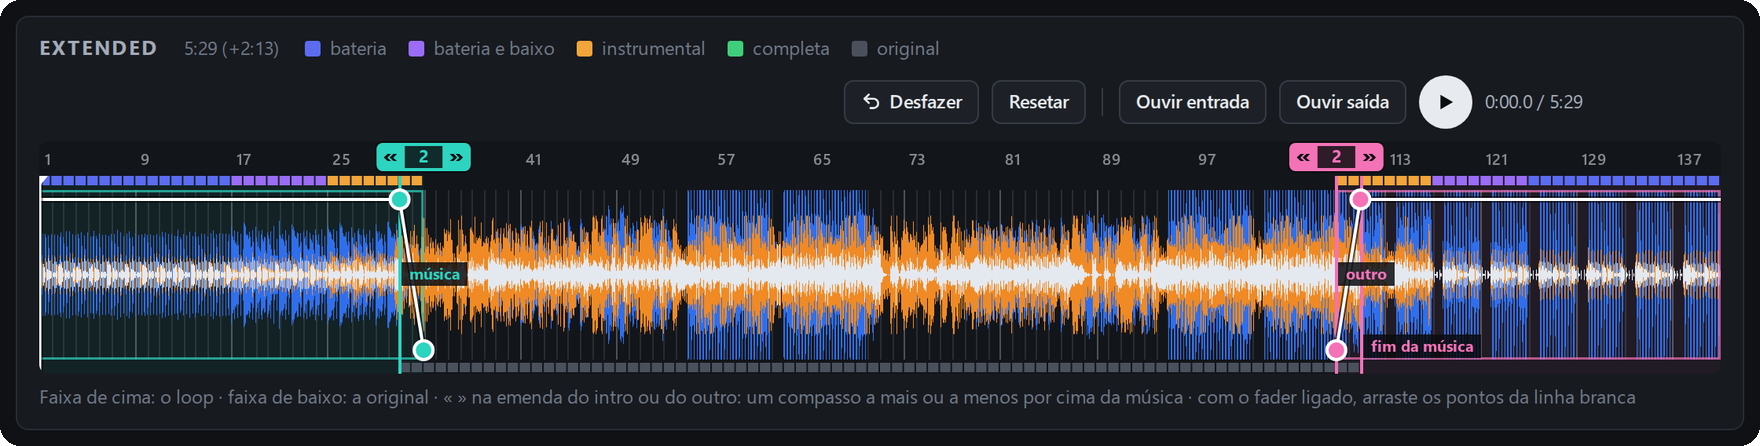 EXTENDED 5:29 (+2:13) bateria bateria e baixo instrumental completa original
Desfazer Resetar Ouvir entrada Ouvir saída 0:00.0 / 5:29
1 9 17 25 « 2 » 41 49 57 65 73 81 89 97 « 2 » 113 121 129 137
música outro
fim da música
Faixa de cima: o loop · faixa de baixo: a original · « » na emenda do intro ou do outro: um compasso a mais ou a menos por cima da música · com o fader ligado, arraste os pontos da linha branca